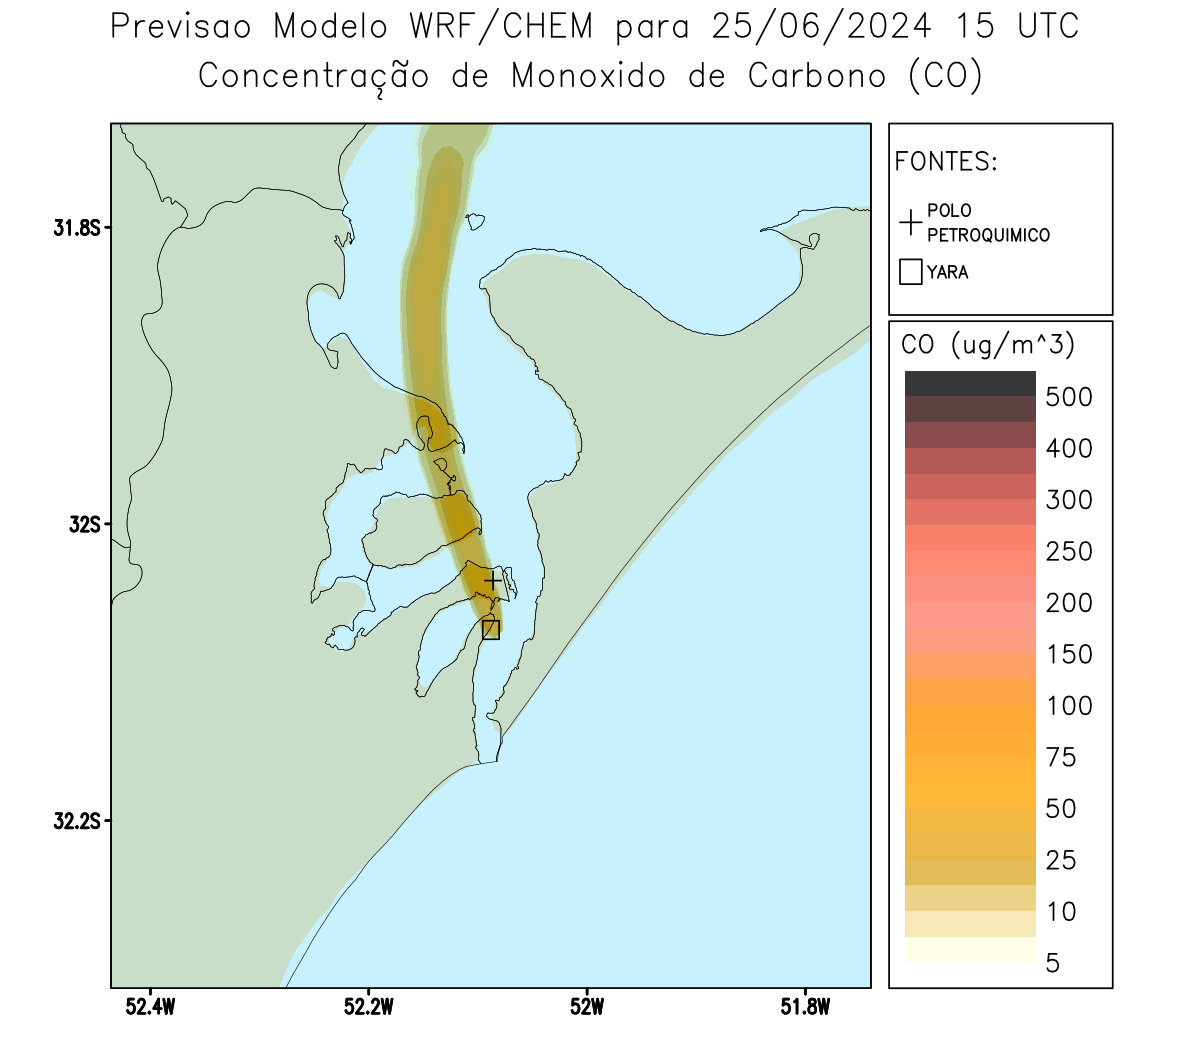 Previsao Modelo WRF/CHEM para 25/06/2024 15 UTC
Concentração de Monoxido de Carbono (CO)
FONTES:
POLO
PETROQUIMICO
YARA
CO (ug/m^3)
500
400
300
250
200
150
100
75
50
25
10
5
31.8S
32S
32.2S
52.4W
52.2W
52W
51.8W